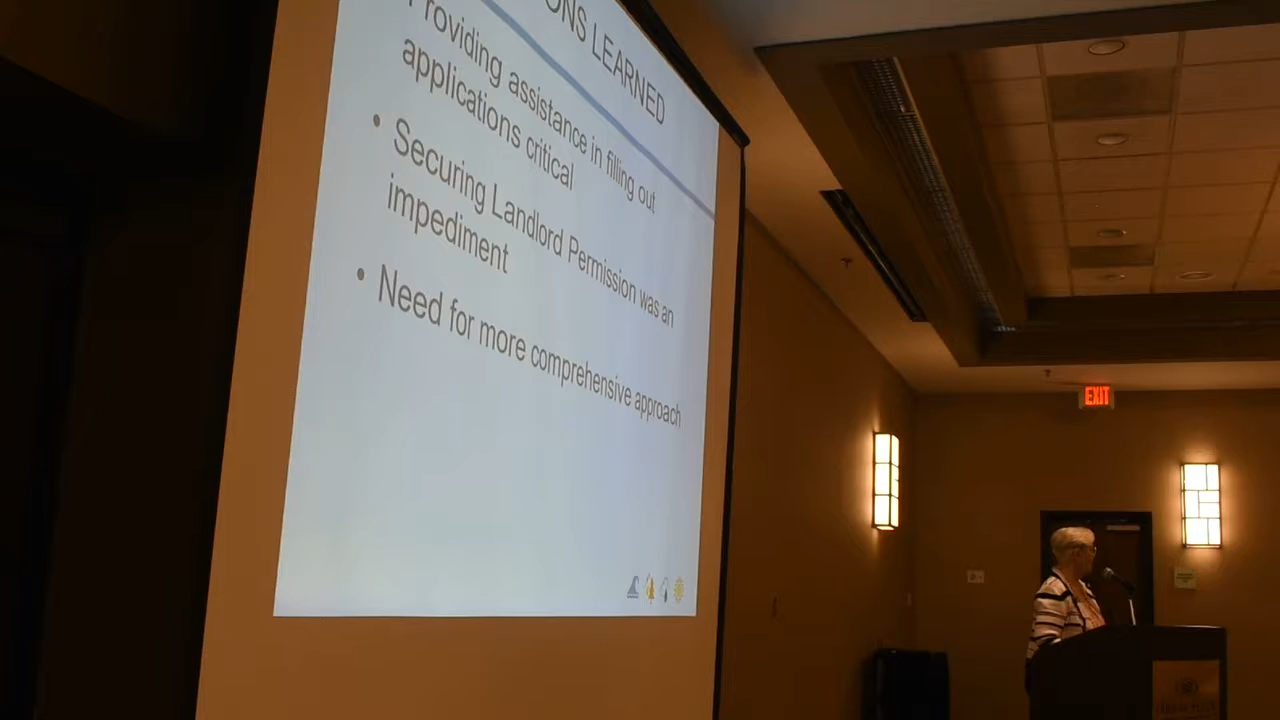 ONS LEARNED
Providing assistance in filling out
applications critical
• Securing Landlord Permission was an
impediment
• Need for more comprehensive approach
EXIT